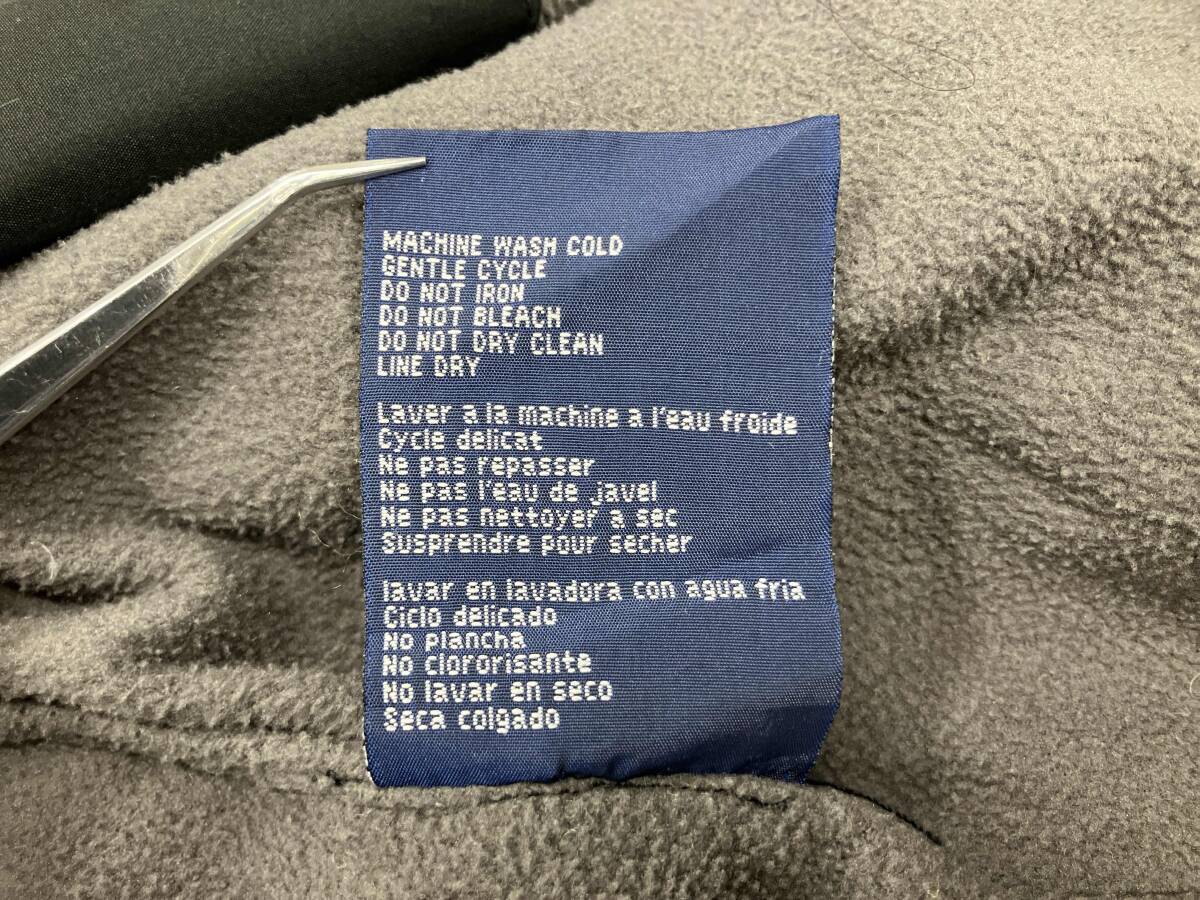 MACHINE WASH COLD
GENTLE CYCLE
DO NOT IRON
DO NOT BLEACH
DO NOT DRY CLEAN
LINE DRY
Laver a la machine a l'eau froide
Cycle delicat
Ne pas repasser
Ne pas l'eau de javel
Ne pas nettoyer a sec
Susprendre pour secher
lavar en lavadora con agua fria
Ciclo delicado
No plancha
No clororisante
No lavar en seco
Seca colgado